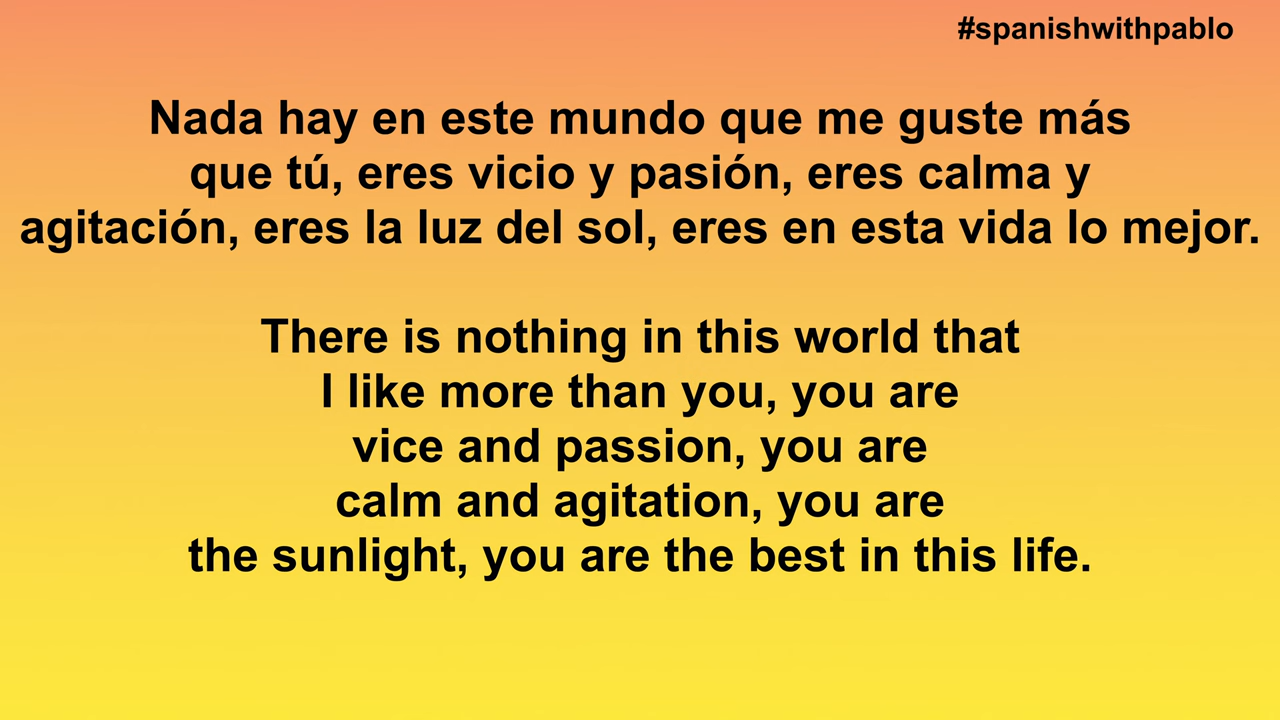 #spanishwithpablo
Nada hay en este mundo que me guste más
que tú, eres vicio y pasión, eres calma y
agitación, eres la luz del sol, eres en esta vida lo mejor.
There is nothing in this world that
I like more than you, you are
vice and passion, you are
calm and agitation, you are
the sunlight, you are the best in this life.